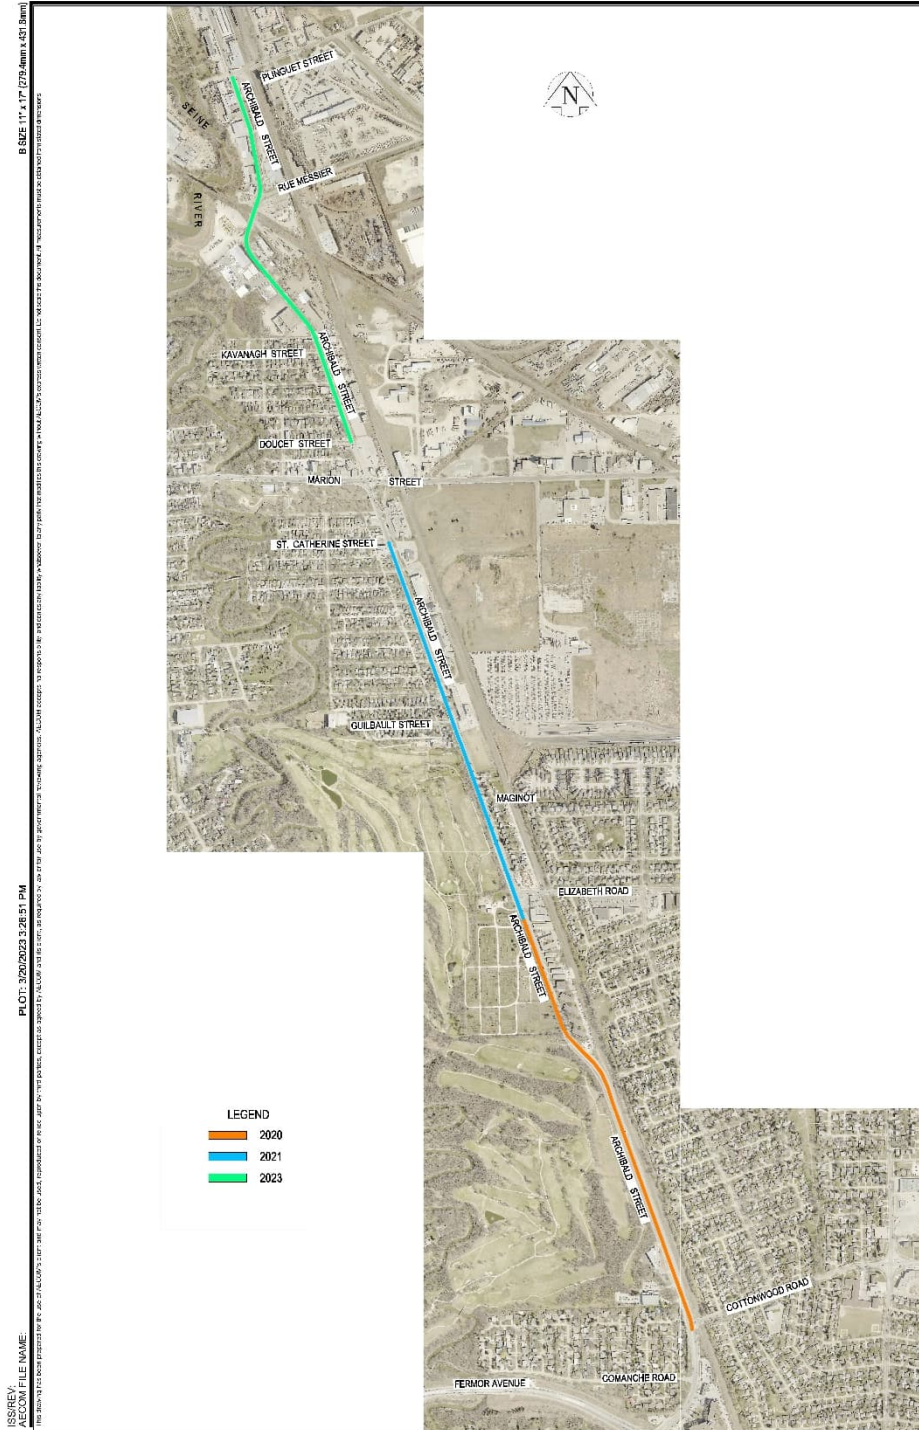 B SIZE 11" x 17" (279.4mm x 431.8mm)
PLOT: 3/20/2023 3:26:51 PM
ISS/REV:
AECOM FILE NAME:
N
PLINGUET STREET
ARCHIBALD STREET
SEINE
RIVER
RUE MESSIER
KAVANAGH STREET
ARCHIBALD STREET
DOUCET STREET
MARION STREET
ST. CATHERINE STREET
ARCHIBALD STREET
GUILBAULT STREET
MAGINOT
ELIZABETH ROAD
ARCHIBALD STREET
ARCHIBALD STREET
COTTONWOOD ROAD
COMANCHE ROAD
FERMOR AVENUE
LEGEND
2020
2021
2023